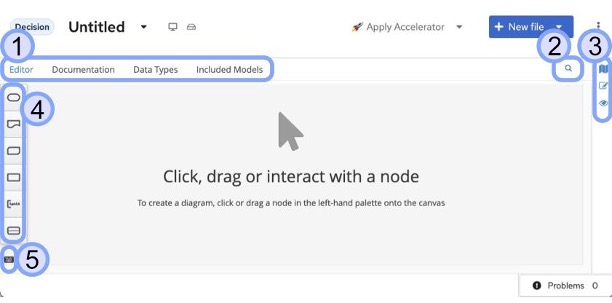 Decision Untitled Apply Accelerator + New file
1 2 3
Editor Documentation Data Types Included Models
4
Click, drag or interact with a node
To create a diagram, click or drag a node in the left-hand palette onto the canvas
5
Problems 0